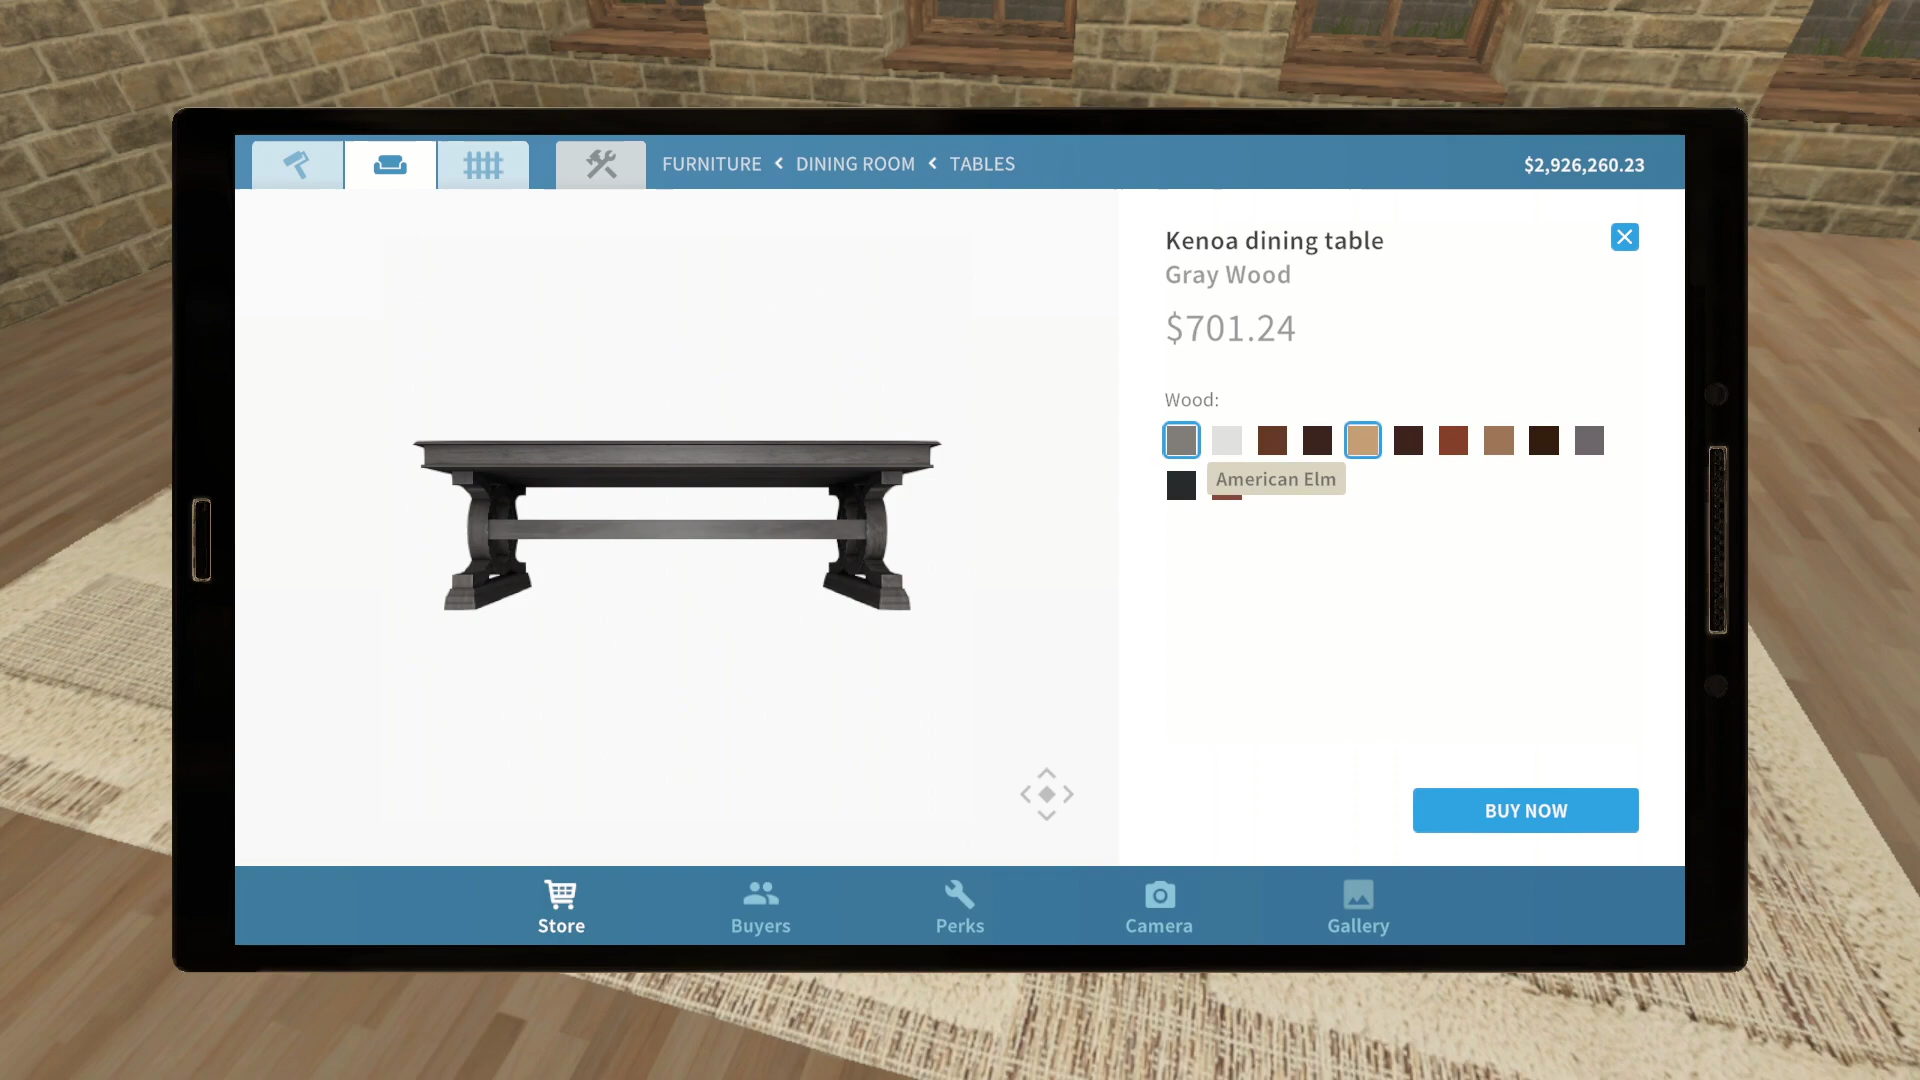 FURNITURE < DINING ROOM < TABLES
$2,926,260.23
Kenoa dining table
Gray Wood
$701.24
Wood:
American Elm
BUY NOW
Store
Buyers
Perks
Camera
Gallery